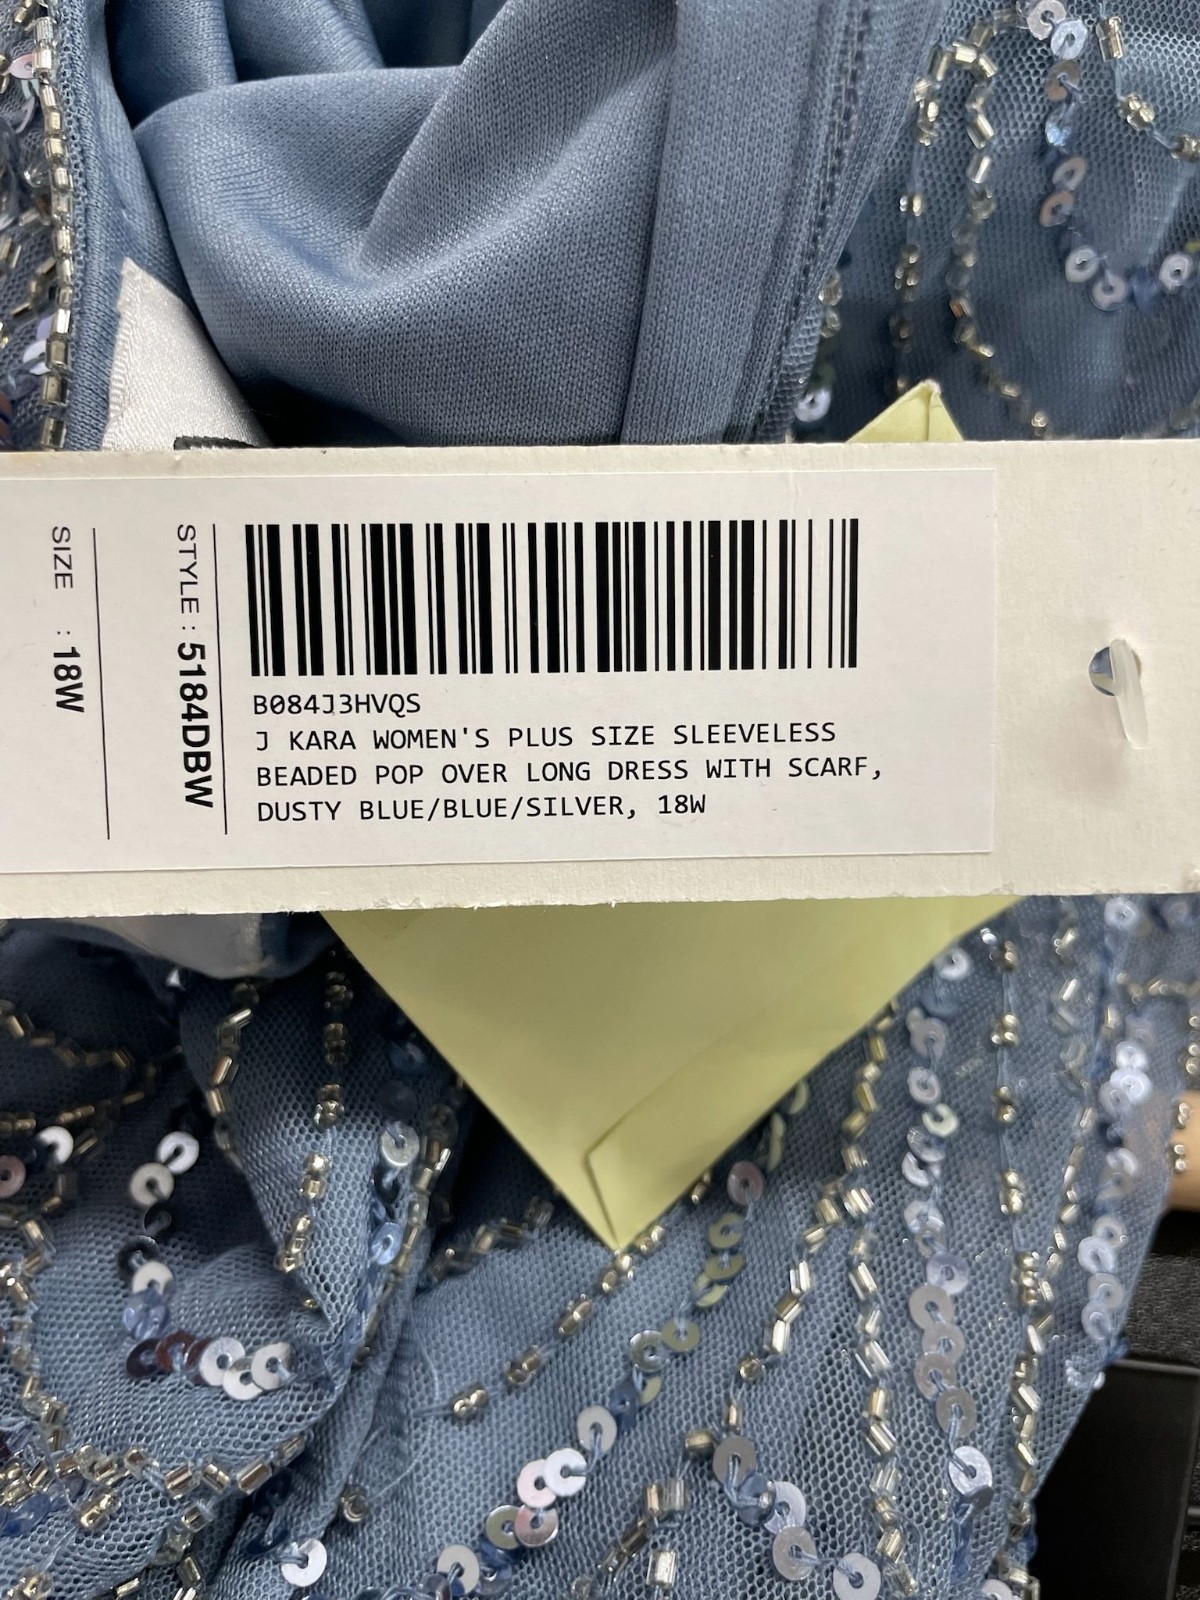 SIZE : 18W
STYLE : 5184DBW
B084J3HVQS
J KARA WOMEN'S PLUS SIZE SLEEVELESS
BEADED POP OVER LONG DRESS WITH SCARF,
DUSTY BLUE/BLUE/SILVER, 18W